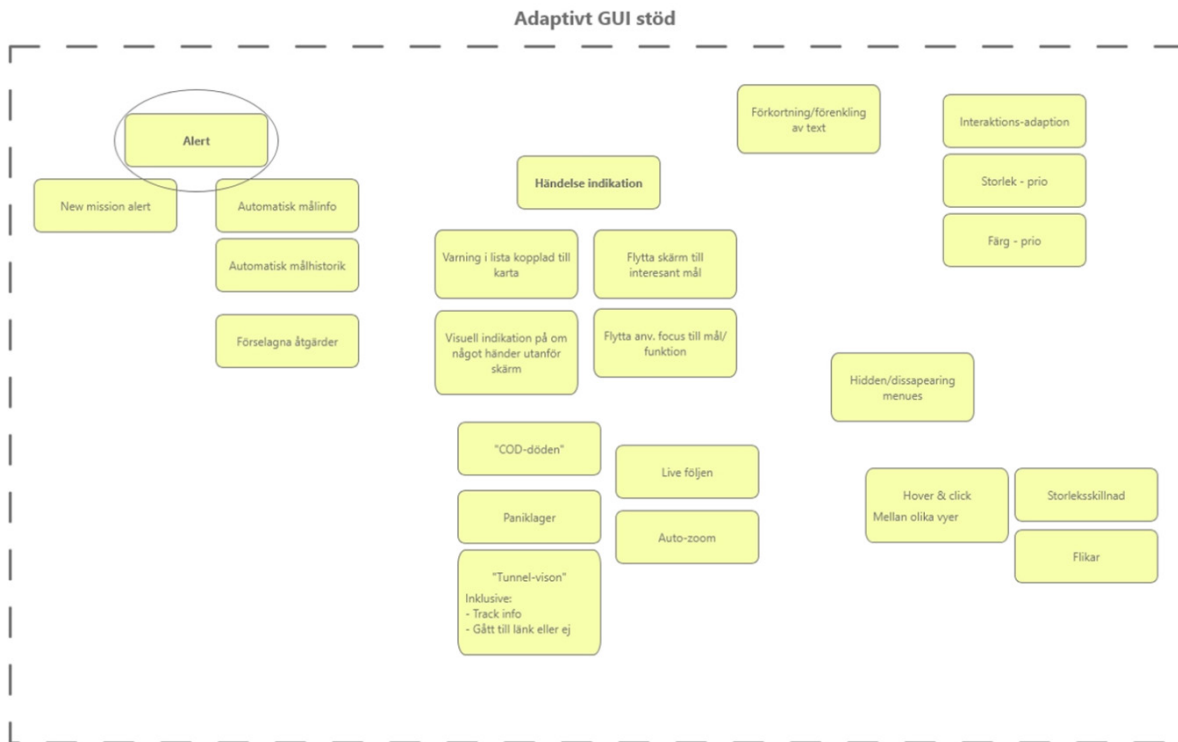 Adaptivt GUI stöd
Alert
New mission alert
Automatisk målinfo
Automatisk målhistorik
Förselagna åtgärder
Händelse indikation
Varning i lista kopplad till
karta
Flytta skärm till
interesant mål
Visuell indikation på om
något händer utanför
skärm
Flytta anv. focus till mål/
funktion
"COD-döden"
Paniklager
"Tunnel-vison"
Inklusive:
- Track info
- Gått till länk eller ej
Live följen
Auto-zoom
Förkortning/förenkling
av text
Interaktions-adaption
Storlek - prio
Färg - prio
Hidden/dissapearing
menues
Hover & click
Mellan olika vyer
Storleksskillnad
Flikar